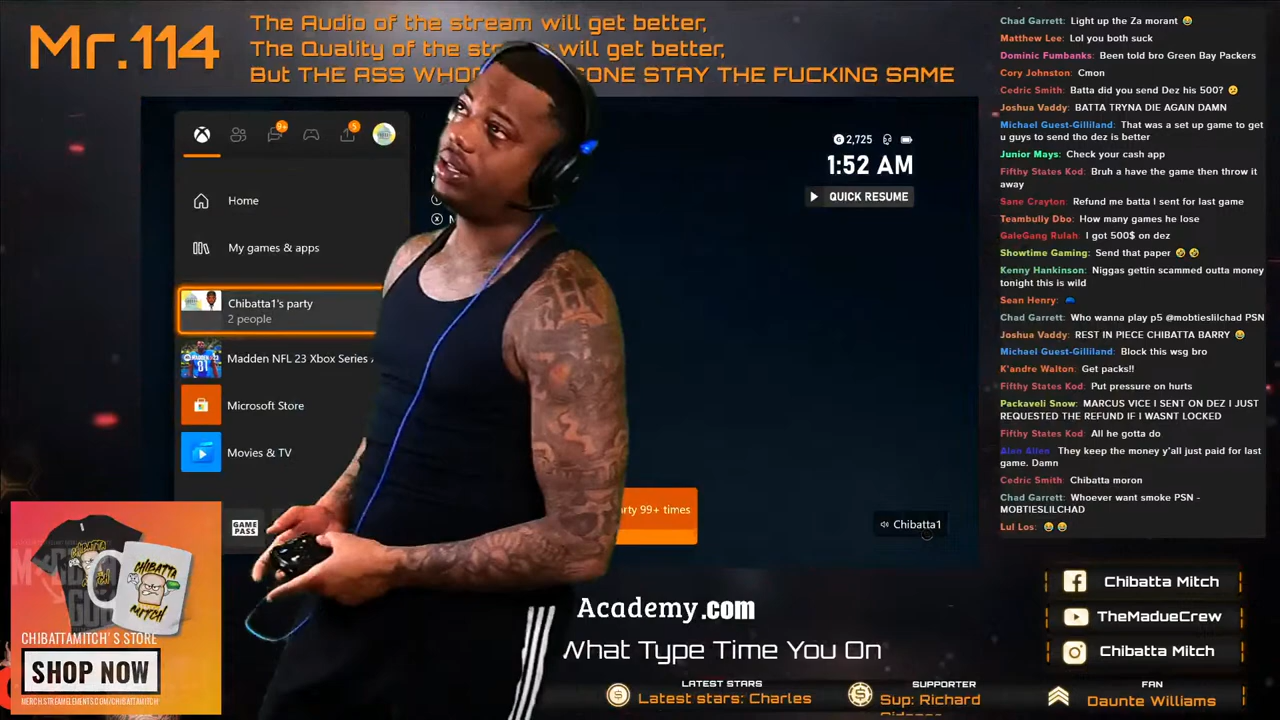 Mr.114
The Audio of the stream will get better,
The Quality of the stream will get better,
But THE ASS GONE STAY THE FUCKING SAME
9+
5
2,725
1:52 AM
QUICK RESUME
Home
My games & apps
Chibatta1's party
2 people
Madden NFL 23 Xbox Series
Microsoft Store
Movies & TV
GAME
PASS
arty 99+ times
Chibatta1
Chad Garrett: Light up the Za morant 😂
Matthew Lee: Lol you both suck
Dominic Fumbanks: Been told bro Green Bay Packers
Cory Johnston: Cmon
Cedric Smith: Batta did you send Dez his 500? 🤔
Joshua Vaddy: BATTA TRYNA DIE AGAIN DAMN
Michael Guest-Gilliland: That was a set up game to get
u guys to send tho dez is better
Junior Mays: Check your cash app
Fifthy States Kod: Bruh a have the game then throw it
away
Sane Crayton: Refund me batta I sent for last game
Teambully Dbo: How many games he lose
GaleGang Rulah: I got 500$ on dez
Showtime Gaming: Send that paper 🤣 🤣
Kenny Hankinson: Niggas gettin scammed outta money
tonight this is wild
Sean Henry: 🧢
Chad Garrett: Who wanna play p5 @mobtieslilchad PSN
Joshua Vaddy: REST IN PIECE CHIBATTA BARRY 😂
Michael Guest-Gilliland: Block this wsg bro
K'andre Walton: Get packs!!
Fifthy States Kod: Put pressure on hurts
Packaveli Snow: MARCUS VICE I SENT ON DEZ I JUST
REQUESTED THE REFUND IF I WASNT LOCKED
Fifthy States Kod: All he gotta do
Alan Allen: They keep the money y'all just paid for last
game. Damn
Cedric Smith: Chibatta moron
Chad Garrett: Whoever want smoke PSN -
MOBTIESLILCHAD
Lul Los: 😂 😂
CHIBATTA
MITCH
CHIBATTAMITCH'S STORE
SHOP NOW
MERCH.STREAMELEMENTS.COM/CHIBATTAMITCH
Academy.com
What Type Time You On
LATEST STARS
Latest stars: Charles
SUPPORTER
Sup: Richard
FAN
Daunte Williams
Chibatta Mitch
TheMadueCrew
Chibatta Mitch